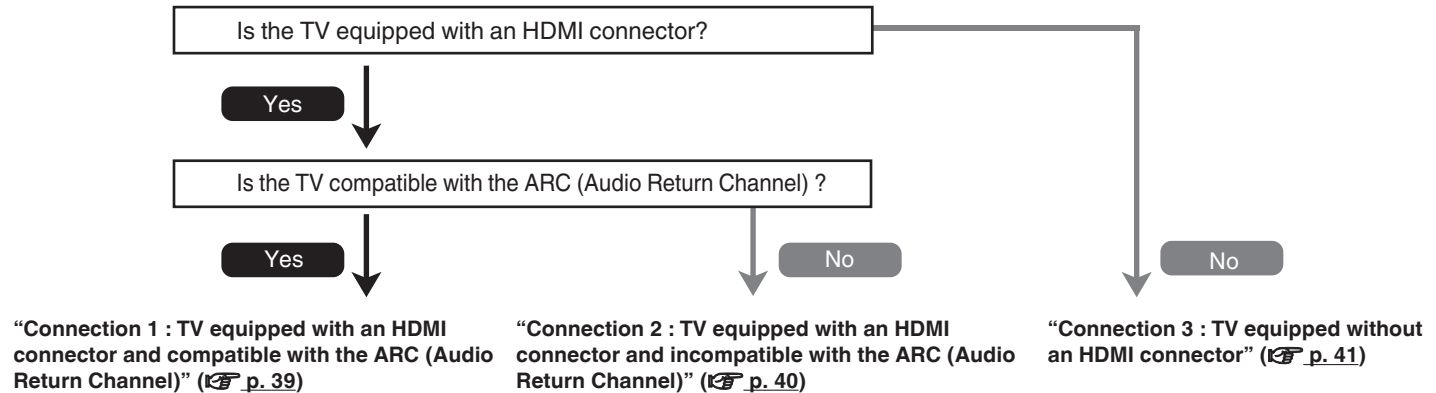 Is the TV equipped with an HDMI connector?
Yes
Is the TV compatible with the ARC (Audio Return Channel) ?
Yes
No
No
“Connection 1 : TV equipped with an HDMI
connector and compatible with the ARC (Audio
Return Channel)” (☞ p. 39)
“Connection 2 : TV equipped with an HDMI
connector and incompatible with the ARC (Audio
Return Channel)” (☞ p. 40)
“Connection 3 : TV equipped without
an HDMI connector” (☞ p. 41)